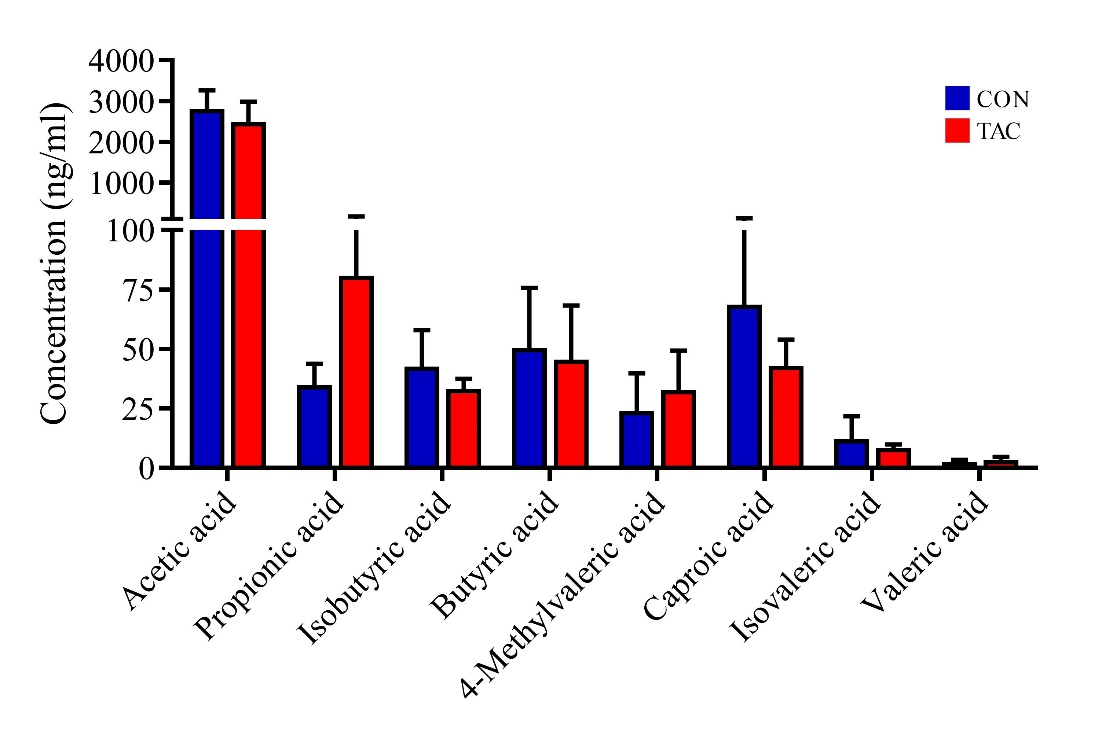 Concentration (ng/ml)
4000
3000
2000
1000
100
75
50
25
0
CON
TAC
Acetic acid
Propionic acid
Isobutyric acid
Butyric acid
4-Methylvaleric acid
Caproic acid
Isovaleric acid
Valeric acid